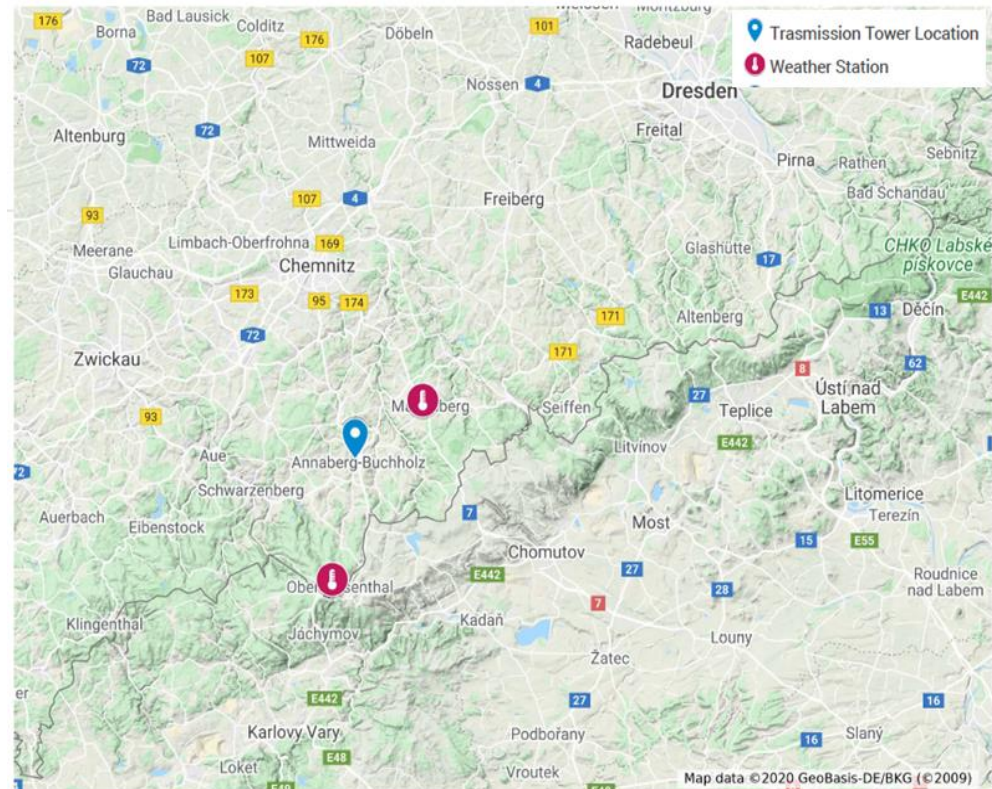 176
Bad Lausick
Colditz
Borna
176
Döbeln
101
Meissen
Moritzburg
Radebeul
Trasmission Tower Location
Weather Station
72
107
Nossen
4
Dresden
Altenburg
72
Mittweida
Freital
Pirna
Rathen
Sebnitz
Bad Schandau
107
4
Freiberg
93
Meerane
Limbach-Oberfrohna
169
Glauchau
Chemnitz
Glashütte
17
CHKO Labské
pískovce
173
95
174
E442
72
171
Altenberg
13
Děčín
Zwickau
171
8
62
93
Seiffen
27
Teplice
Ústí nad
Labem
Aue
Annaberg-Buchholz
Litvínov
E442
72
Schwarzenberg
Litomerice
Terezín
Auerbach
Eibenstock
7
Most
15
E55
Chomutov
E442
27
28
Roudnice
nad Labem
Klingenthal
Jáchymov
Kadaň
7
Louny
Žatec
E442
27
16
Karlovy Vary
Podbořany
16
Slaný
Loket
E48
Vroutek
E49
Map data ©2020 GeoBasis-DE/BKG (©2009)